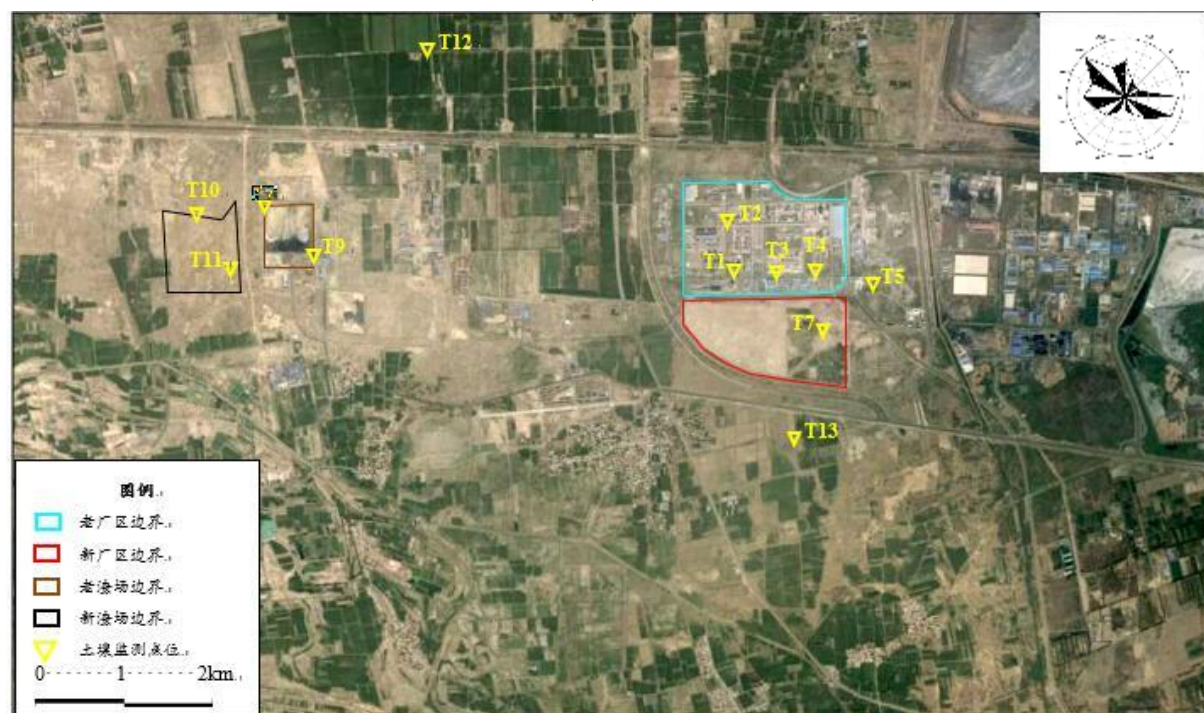 T12
T10
T2
T9
T11
T1
T3
T4
T5
T7
T13
图例
老厂区边界
新厂区边界
老渣场边界
新渣场边界
土壤监测点位
0 1 2km